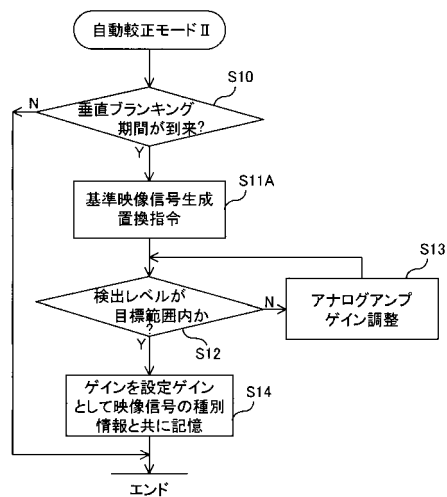 自動較正モードⅡ
S10
N
垂直ブランキング
期間が到来?
Y
S11A
基準映像信号生成
置換指令
S13
検出レベルが
目標範囲内か
?
N
アナログアンプ
ゲイン調整
Y
S12
ゲインを設定ゲイン
として映像信号の種別
情報と共に記憶
S14
エンド